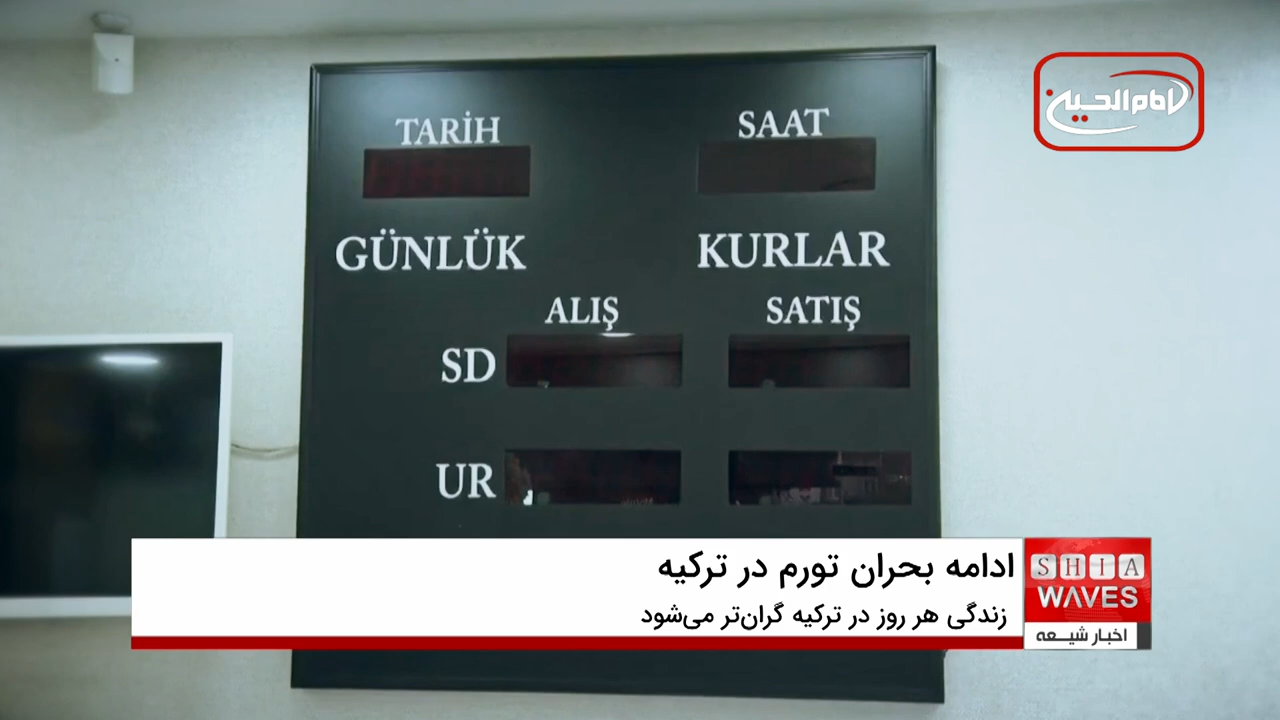 TARİH SAAT
GÜNLÜK KURLAR
ALIŞ SATIŞ
SD
UR
امام الحسین
ادامه بحران تورم در ترکیه
زندگی هر روز در ترکیه گران‌تر می‌شود
SHIA
WAVES
اخبار شیعه